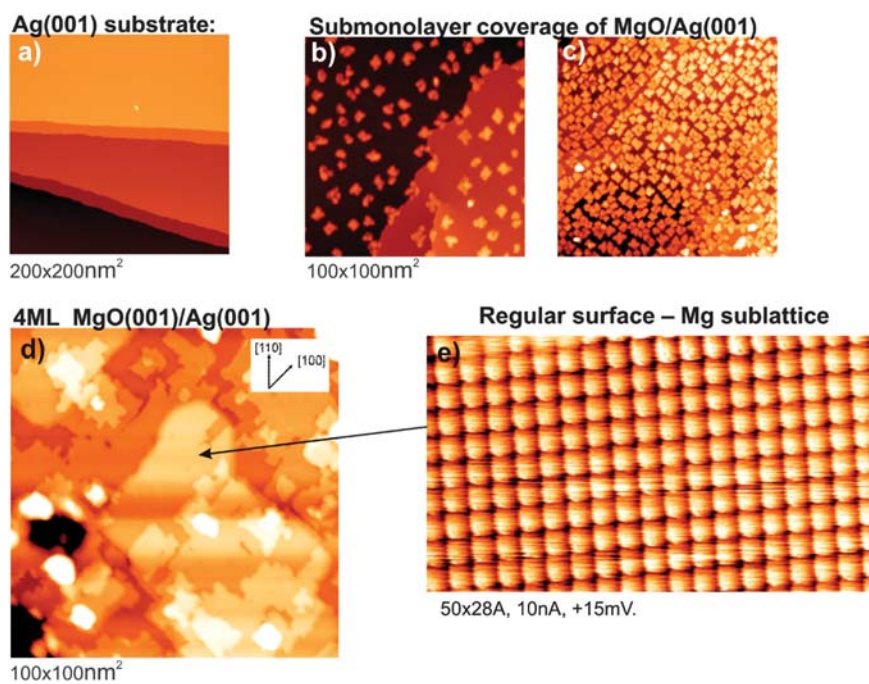 Ag(001) substrate:
Submonolayer coverage of MgO/Ag(001)
a)
b)
c)
200x200nm²
100x100nm²
4ML MgO(001)/Ag(001)
Regular surface – Mg sublattice
d)
[110]
[100]
e)
50x28A, 10nA, +15mV.
100x100nm²